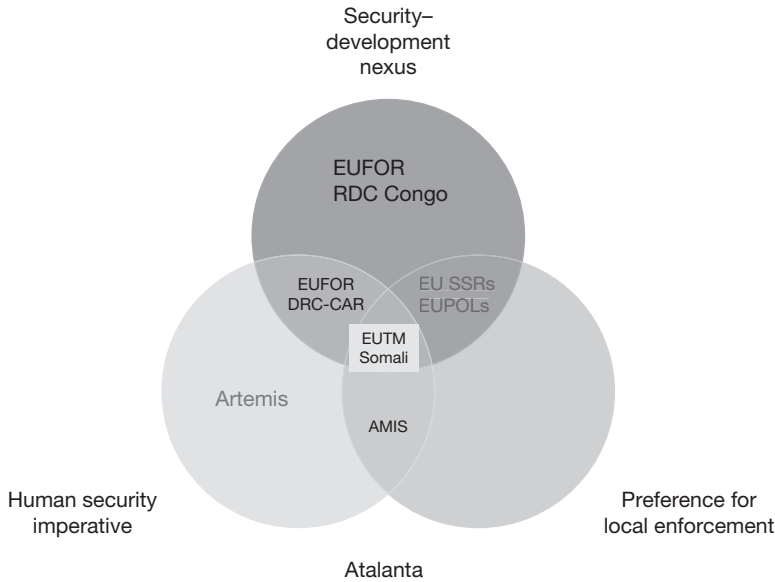 Security–
development
nexus
EUFOR
RDC Congo
EUFOR
DRC-CAR
EU SSRs
EUPOLs
EUTM
Somali
Artemis
AMIS
Human security
imperative
Preference for
local enforcement
Atalanta